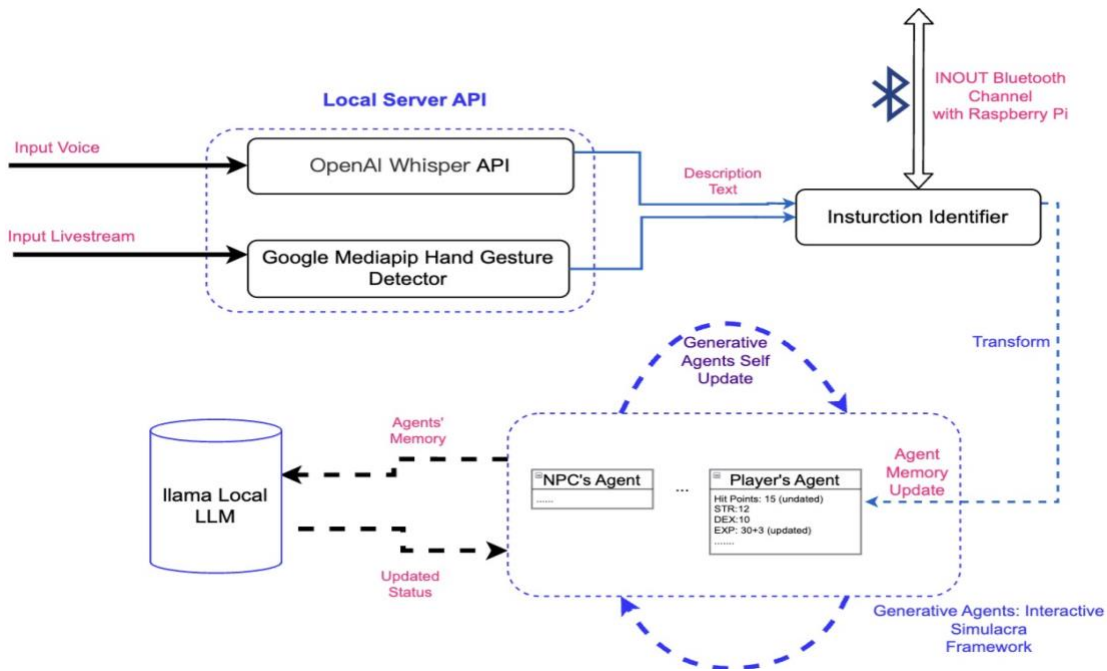 INOUT Bluetooth
Channel
with Raspberry Pi
Local Server API
Input Voice
OpenAI Whisper API
Description
Text
Insturction Identifier
Input Livestream
Google Mediapip Hand Gesture
Detector
Transform
Generative
Agents Self
Update
Agents'
Memory
llama Local
LLM
Updated
Status
NPC's Agent
......
...
Player's Agent
Hit Points: 15 (undated)
STR:12
DEX:10
EXP: 30+3 (updated)
.......
Agent
Memory
Update
Generative Agents: Interactive
Simulacra
Framework